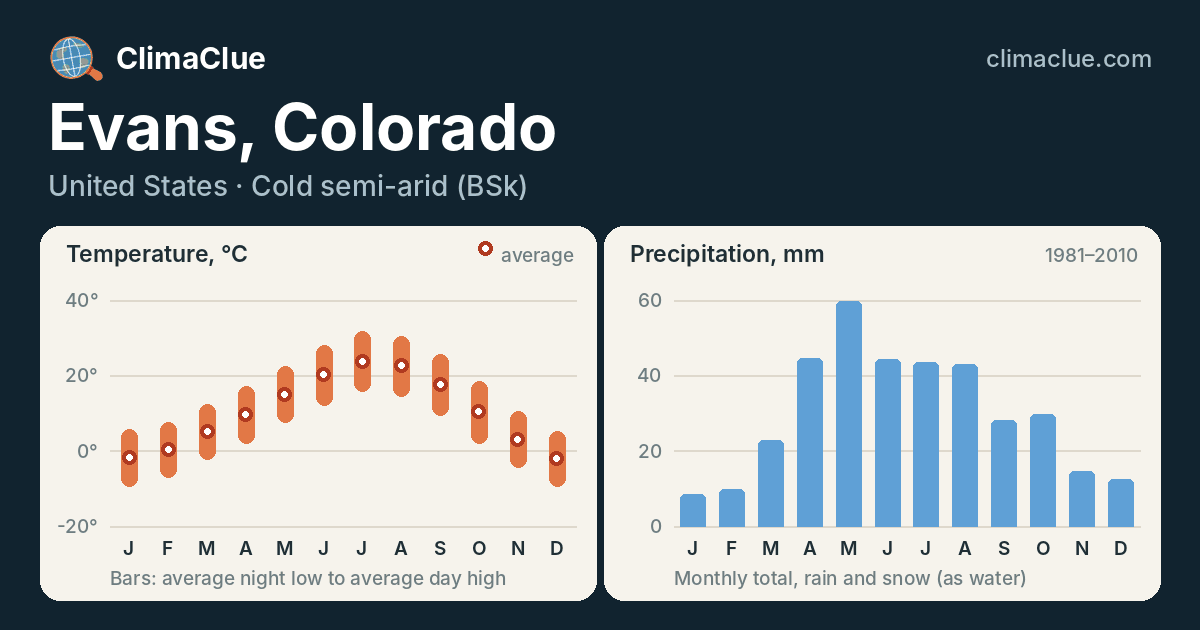 ClimaClue
climaclue.com
Evans, Colorado
United States · Cold semi-arid (BSk)
Temperature, °C
average
40°
20°
0°
-20°
J F M A M J J A S O N D
Bars: average night low to average day high
Precipitation, mm
1981–2010
60
40
20
0
J F M A M J J A S O N D
Monthly total, rain and snow (as water)